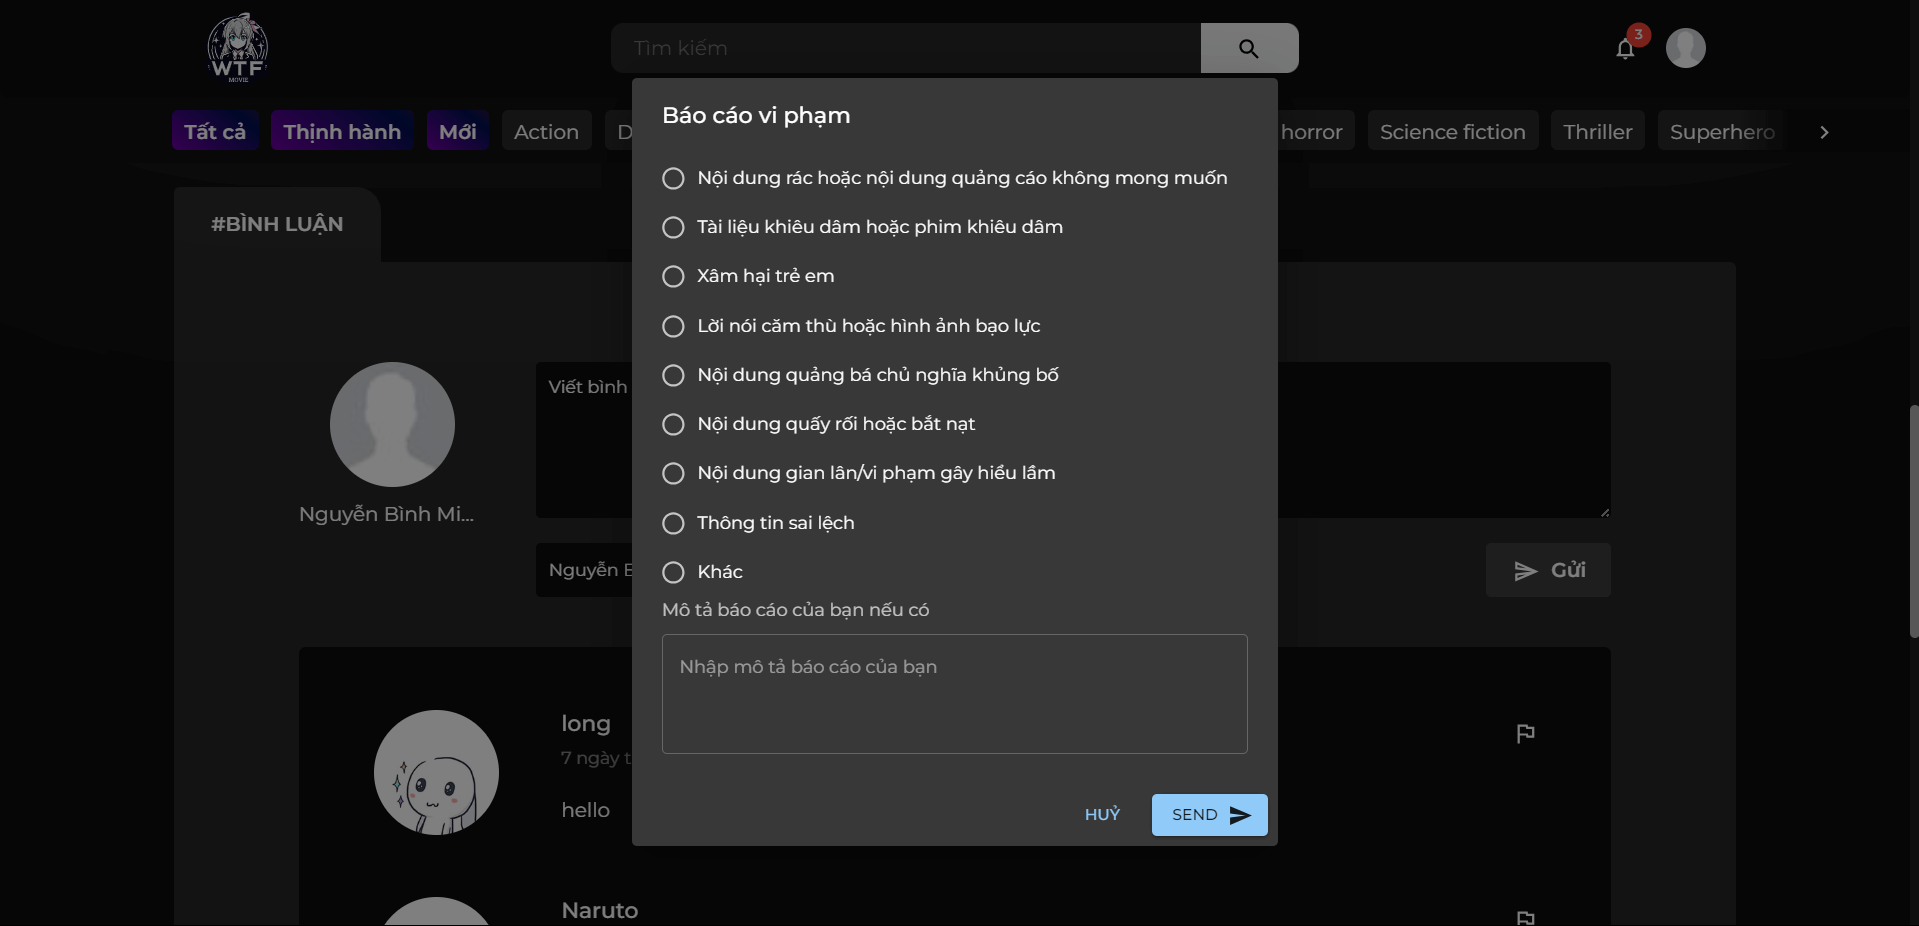 WTF
MOVIE
Tìm kiếm
3
Báo cáo vi phạm
Tất cả
Thịnh hành
Mới
Action
D
horror
Science fiction
Thriller
Superhero
#BÌNH LUẬN
Nội dung rác hoặc nội dung quảng cáo không mong muốn
Tài liệu khiêu dâm hoặc phim khiêu dâm
Xâm hại trẻ em
Lời nói căm thù hoặc hình ảnh bạo lực
Nội dung quảng bá chủ nghĩa khủng bố
Viết bình
Nội dung quấy rối hoặc bắt nạt
Nội dung gian lân/vi phạm gây hiểu lầm
Nguyễn Bình Mi...
Thông tin sai lệch
Nguyễn
Khác
Gửi
Mô tả báo cáo của bạn nếu có
Nhập mô tả báo cáo của bạn
long
7 ngày t
hello
HUỶ
SEND
Naruto